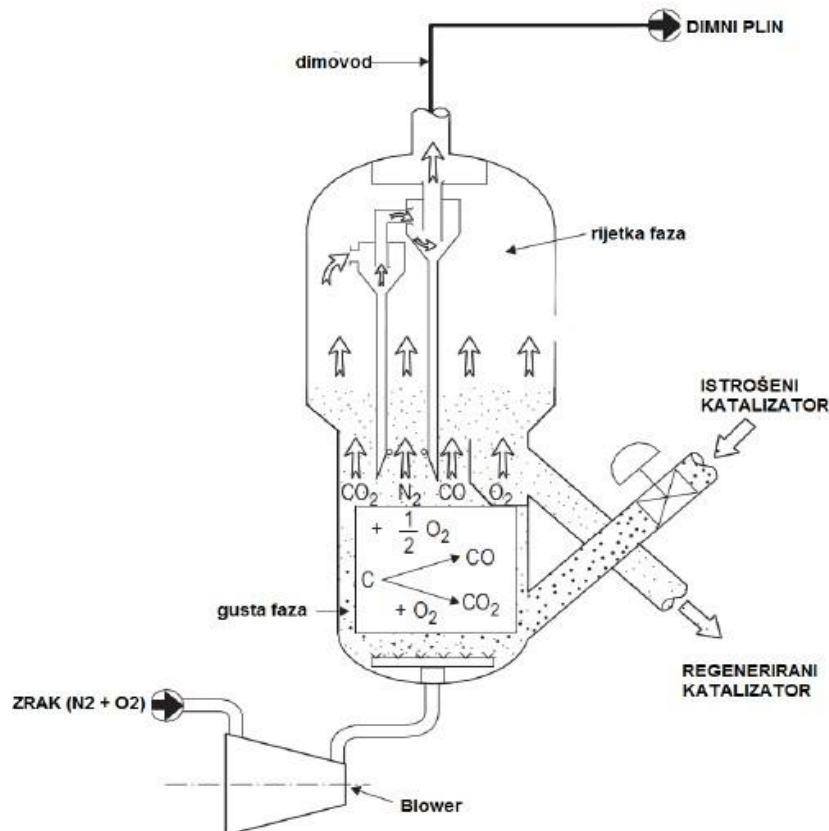 DIMNI PLIN
dimovod
rijetka faza
ISTROŠENI
KATALIZATOR
CO2 N2 CO O2
+ 1/2 O2
CO
C
CO2
+ O2
gusta faza
REGENERIRANI
KATALIZATOR
ZRAK (N2 + O2)
Blower